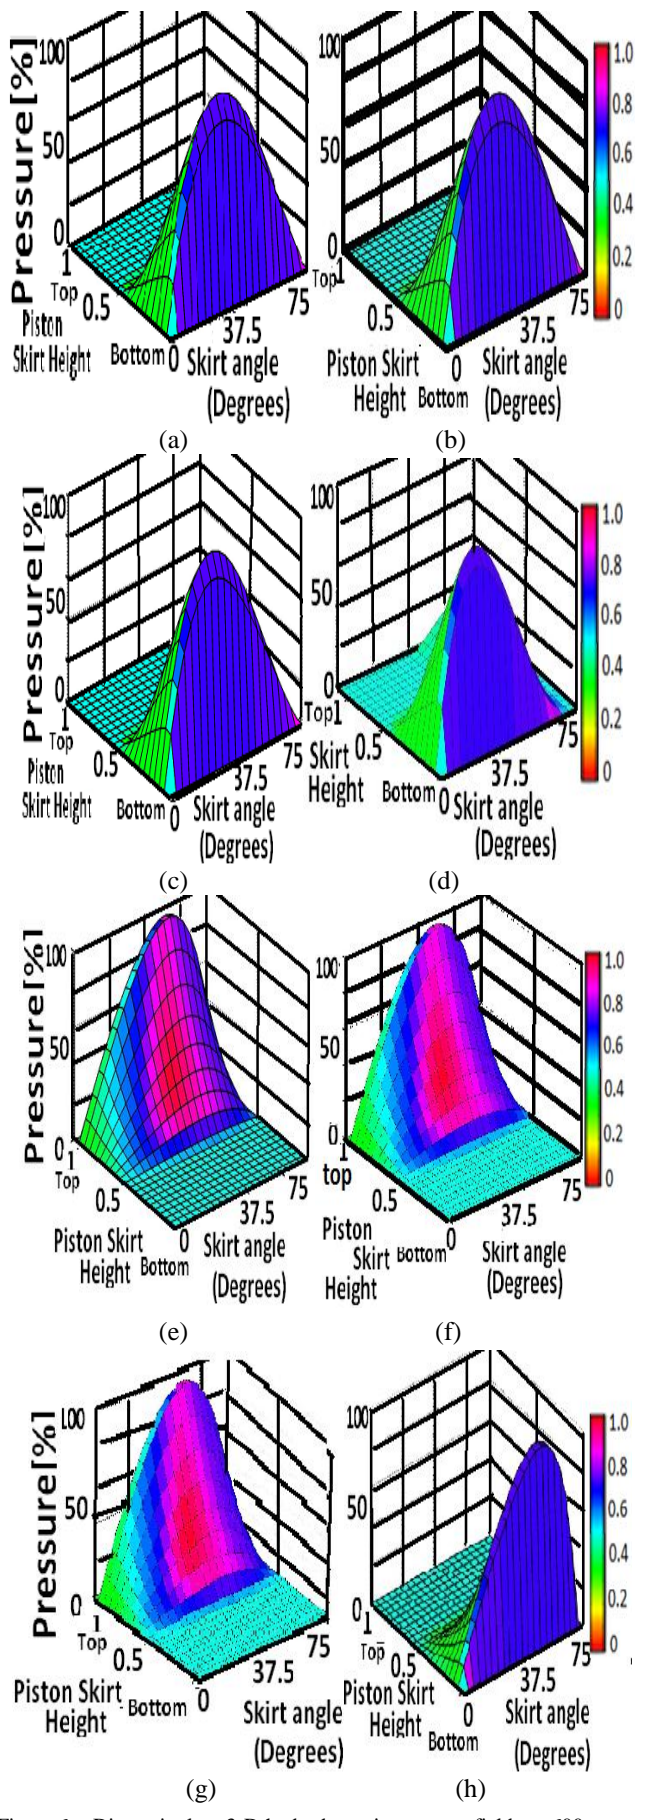 100
50
0
1
Top
0.5
Bottom
0
37.5
75
Pressure[%]
Piston
Skirt Height
Skirt angle
(Degrees)
(a)
100
50
0
1
Top
0.5
0
37.5
75
Piston Skirt
Height
Bottom
Skirt angle
(Degrees)
(b)
1.0
0.8
0.6
0.4
0.2
0
100
50
0
1
Top
0.5
Bottom
0
37.5
75
Pressure[%]
Piston
Skirt Height
Skirt angle
(Degrees)
(c)
100
50
0
Top1
0.5
Skirt
Height
Bottom
0
37.5
75
Skirt angle
(Degrees)
(d)
1.0
0.8
0.6
0.4
0.2
0
100
50
0
1
Top
0.5
0
37.5
75
Pressure[%]
Piston Skirt
Height
Bottom
Skirt angle
(Degrees)
(e)
100
50
0
1
top
0.5
Piston
Skirt
Height
Bottom
0
37.5
75
Skirt angle
(Degrees)
(f)
1.0
0.8
0.6
0.4
0.2
0
100
50
0
1
Top
0.5
0
37.5
75
Pressure[%]
Piston Skirt
Height
Bottom
Skirt angle
(Degrees)
(g)
100
50
0
1
Top
0.5
0
37.5
75
Piston Skirt
Height
Bottom
Skirt angle
(Degrees)
(h)
1.0
0.8
0.6
0.4
0.2
0